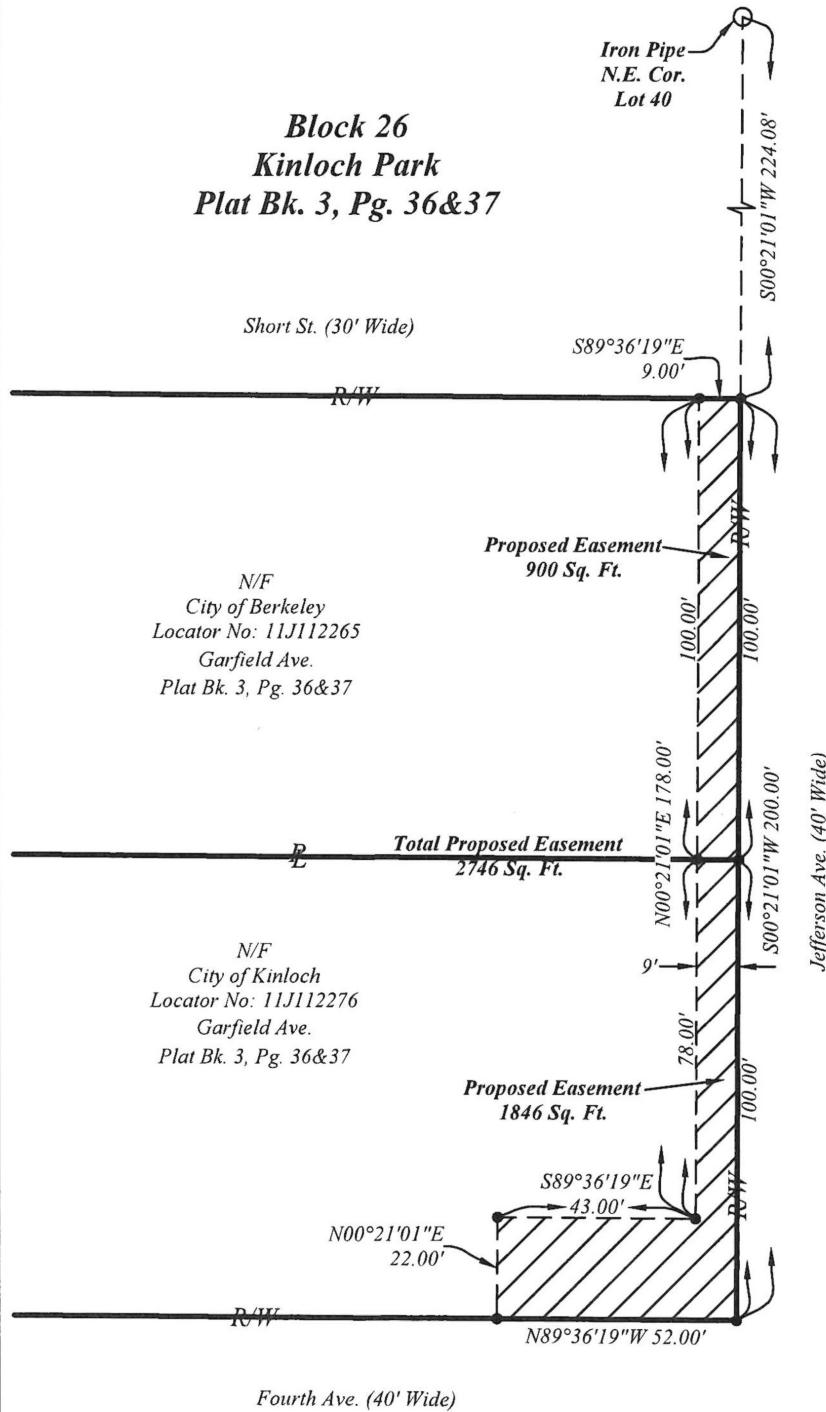 Iron Pipe
N.E. Cor.
Lot 40
Block 26
Kinloch Park
Plat Bk. 3, Pg. 36&37
S00°21'01"W 224.08'
Short St. (30' Wide)
S89°36'19"E
9.00'
R/W
R/W
Proposed Easement
900 Sq. Ft.
N/F
City of Berkeley
Locator No: 11J112265
Garfield Ave.
Plat Bk. 3, Pg. 36&37
100.00'
100.00'
N00°21'01"E 178.00'
S00°21'01"W 200.00'
Jefferson Ave. (40' Wide)
PL
Total Proposed Easement
2746 Sq. Ft.
N/F
City of Kinloch
Locator No: 11J112276
Garfield Ave.
Plat Bk. 3, Pg. 36&37
9'
78.00'
100.00'
Proposed Easement
1846 Sq. Ft.
R/W
S89°36'19"E
43.00'
N00°21'01"E
22.00'
R/W
N89°36'19"W 52.00'
Fourth Ave. (40' Wide)